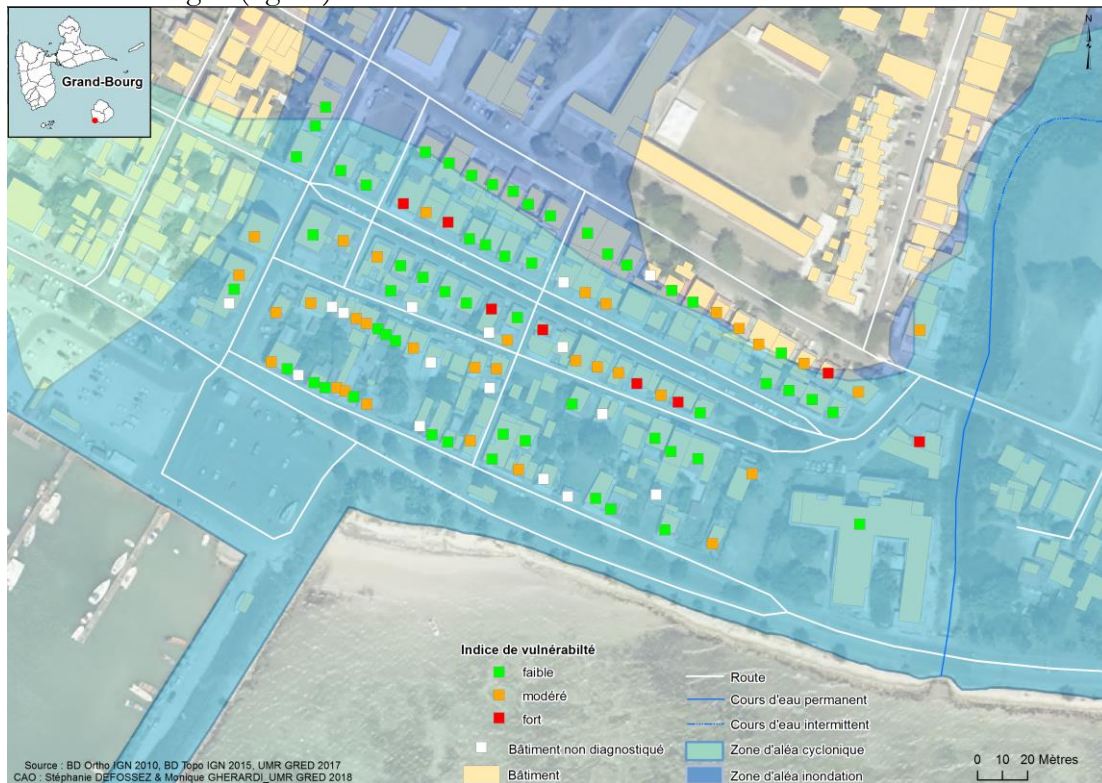 Grand-Bourg
N
Indice de vulnérabilté
faible
modéré
fort
Bâtiment non diagnostiqué
Bâtiment
Route
Cours d'eau permanent
Cours d'eau intermittent
Zone d'aléa cyclonique
Zone d'aléa inondation
0 10 20 Mètres
Source : BD Ortho IGN 2010, BD Topo IGN 2015, UMR GRED 2017
CAO : Stéphanie DEFOSSEZ & Monique GHERARDI_UMR GRED 2018